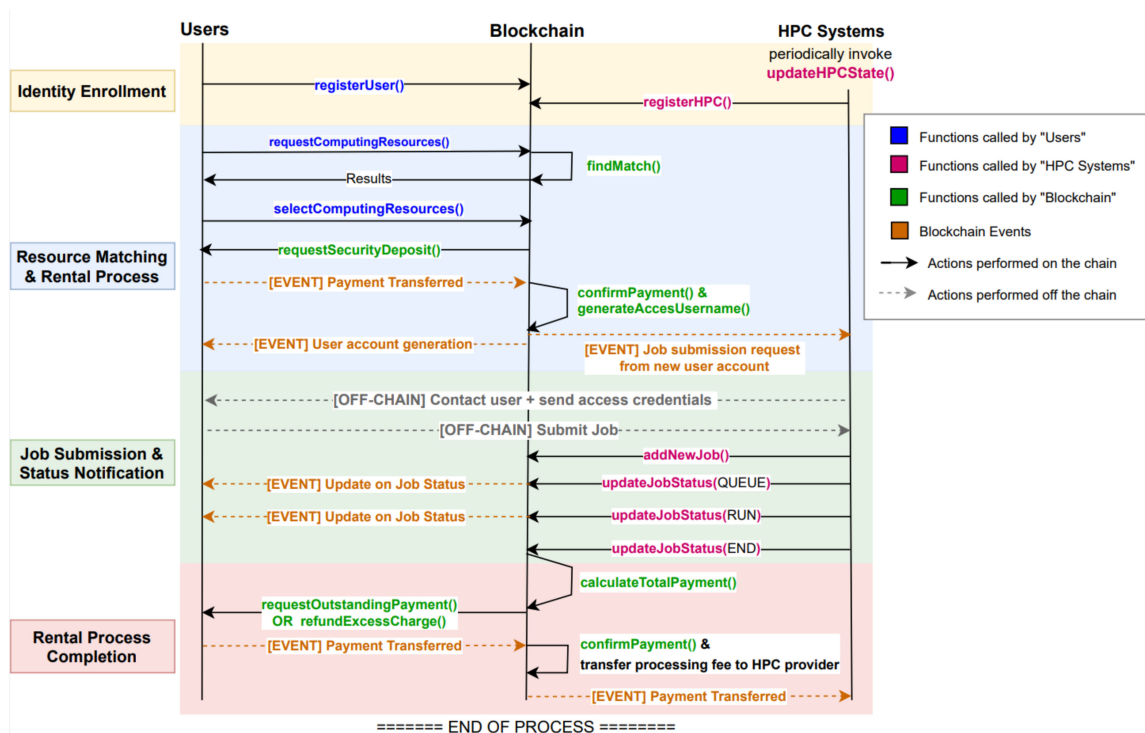 Users
Blockchain
HPC Systems
periodically invoke
updateHPCState()
Identity Enrollment
registerUser()
registerHPC()
requestComputingResources()
findMatch()
Results
selectComputingResources()
Resource Matching
& Rental Process
requestSecurityDeposit()
[EVENT] Payment Transferred
confirmPayment() &
generateAccesUsername()
[EVENT] User account generation
[EVENT] Job submission request
from new user account
[OFF-CHAIN] Contact user + send access credentials
[OFF-CHAIN] Submit Job
Job Submission &
Status Notification
addNewJob()
[EVENT] Update on Job Status
updateJobStatus(QUEUE)
[EVENT] Update on Job Status
updateJobStatus(RUN)
updateJobStatus(END)
calculateTotalPayment()
requestOutstandingPayment()
OR refundExcessCharge()
Rental Process
Completion
[EVENT] Payment Transferred
confirmPayment() &
transfer processing fee to HPC provider
[EVENT] Payment Transferred
======= END OF PROCESS ========
Functions called by "Users"
Functions called by "HPC Systems"
Functions called by "Blockchain"
Blockchain Events
Actions performed on the chain
Actions performed off the chain